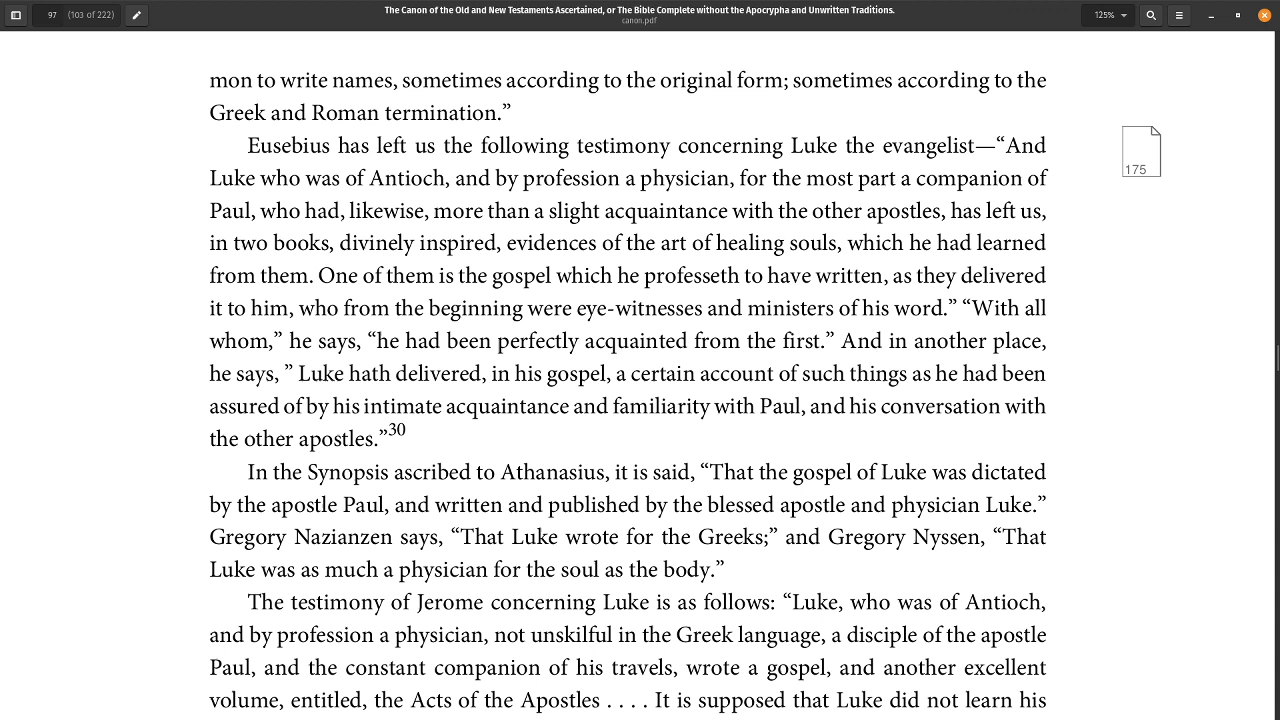 97
(103 of 222)
The Canon of the Old and New Testaments Ascertained, or The Bible Complete without the Apocrypha and Unwritten Traditions.
canon.pdf
125%
mon to write names, sometimes according to the original form; sometimes according to the
Greek and Roman termination.”
Eusebius has left us the following testimony concerning Luke the evangelist—“And
Luke who was of Antioch, and by profession a physician, for the most part a companion of
Paul, who had, likewise, more than a slight acquaintance with the other apostles, has left us,
in two books, divinely inspired, evidences of the art of healing souls, which he had learned
from them. One of them is the gospel which he professeth to have written, as they delivered
it to him, who from the beginning were eye-witnesses and ministers of his word.” “With all
whom,” he says, “he had been perfectly acquainted from the first.” And in another place,
he says, ” Luke hath delivered, in his gospel, a certain account of such things as he had been
assured of by his intimate acquaintance and familiarity with Paul, and his conversation with
the other apostles.”30
In the Synopsis ascribed to Athanasius, it is said, “That the gospel of Luke was dictated
by the apostle Paul, and written and published by the blessed apostle and physician Luke.”
Gregory Nazianzen says, “That Luke wrote for the Greeks;” and Gregory Nyssen, “That
Luke was as much a physician for the soul as the body.”
The testimony of Jerome concerning Luke is as follows: “Luke, who was of Antioch,
and by profession a physician, not unskilful in the Greek language, a disciple of the apostle
Paul, and the constant companion of his travels, wrote a gospel, and another excellent
volume, entitled, the Acts of the Apostles . . . . It is supposed that Luke did not learn his
175